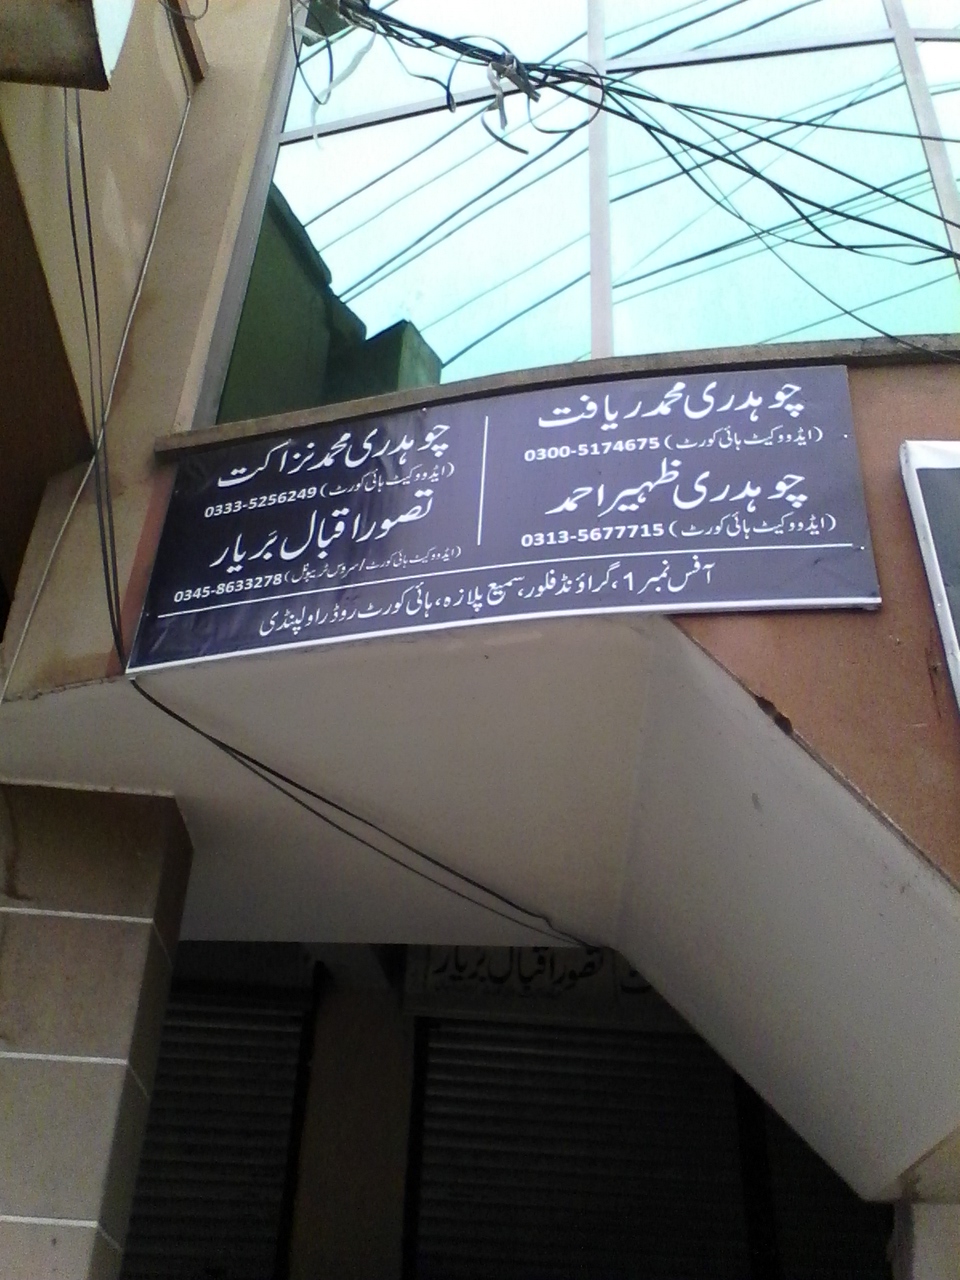 چوہدری محمد ریافت
(ایڈووکیٹ ہائی کورٹ) 0300-5174675
چوہدری ظہیر احمد
(ایڈووکیٹ ہائی کورٹ) 0313-5677715
چوہدری محمد نزاکت
(ایڈووکیٹ ہائی کورٹ) 0333-5256249
تصور اقبال بَریار
(ایڈووکیٹ ہائی کورٹ/سروس ٹربیونل) 0345-8633278
آفس نمبر 1، گراؤنڈ فلور، سمیع پلازہ، ہائی کورٹ روڈ راولپنڈی
تصور اقبال بریار